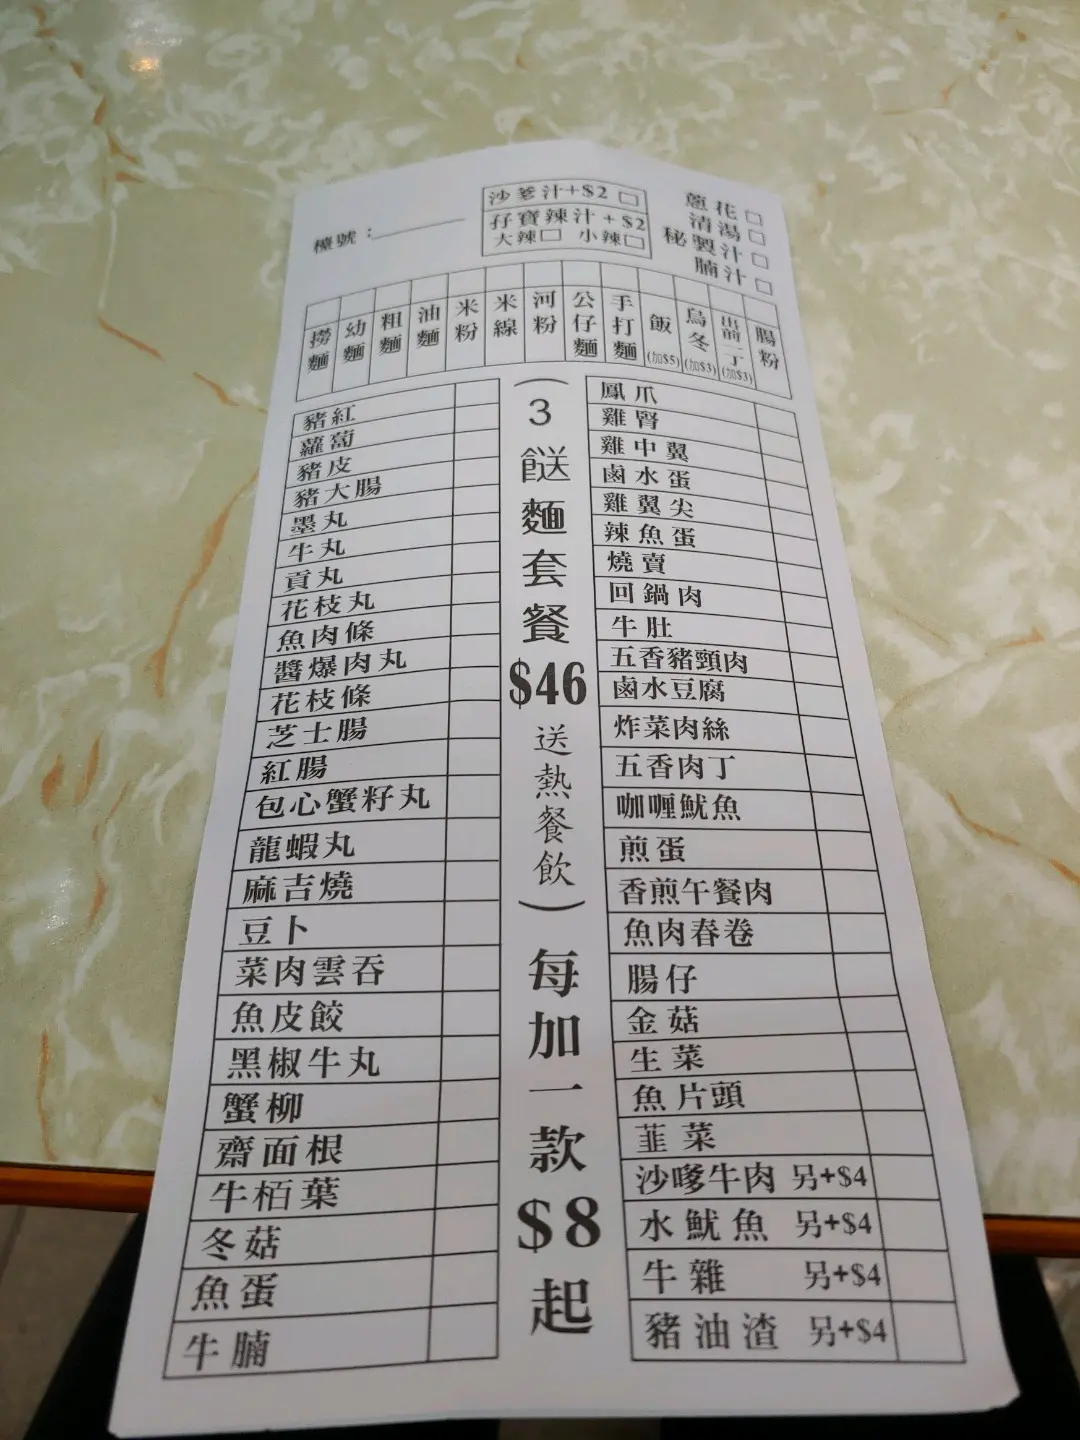 檯號：
沙爹汁+$2
孖寶辣汁+$2
大辣 小辣
蔥花
清湯
秘製汁
腩汁
撈麵
幼麵
粗麵
油麵
米粉
米線
河粉
公仔麵
手打麵
飯(加$5)
烏冬(加$3)
出前一丁(加$3)
腸粉
豬紅
蘿蔔
豬皮
豬大腸
墨丸
牛丸
貢丸
花枝丸
魚肉條
醬爆肉丸
花枝條
芝士腸
紅腸
包心蟹籽丸
龍蝦丸
麻吉燒
豆卜
菜肉雲吞
魚皮餃
黑椒牛丸
蟹柳
齋面根
牛栢葉
冬菇
魚蛋
牛腩
(3餸麵套餐$46送熱餐飲)每加一款$8起
鳳爪
雞腎
雞中翼
鹵水蛋
雞翼尖
辣魚蛋
燒賣
回鍋肉
牛肚
五香豬頸肉
鹵水豆腐
炸菜肉絲
五香肉丁
咖喱魷魚
煎蛋
香煎午餐肉
魚肉春卷
腸仔
金菇
生菜
魚片頭
韮菜
沙嗲牛肉 另+$4
水魷魚 另+$4
牛雜 另+$4
豬油渣 另+$4